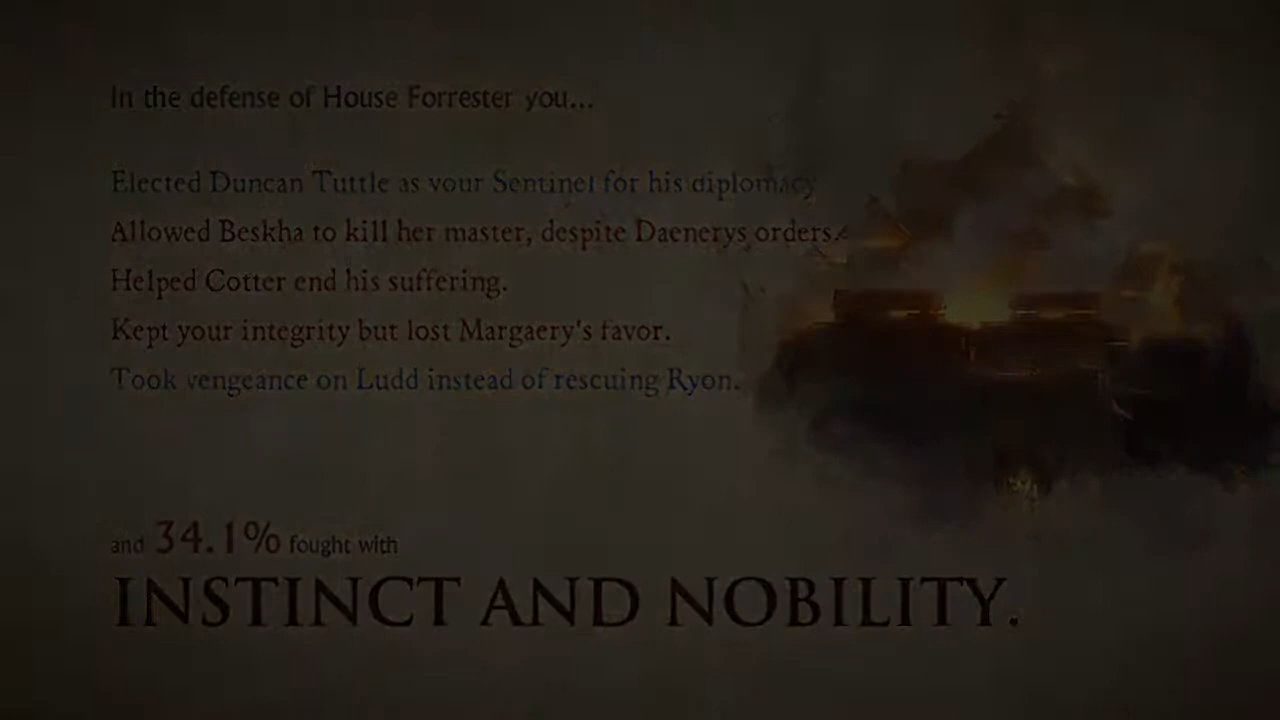 In the defense of House Forrester you...
Elected Duncan Tuttle as your Sentinel for his diplomacy
Allowed Beskha to kill her master, despite Daenerys orders.
Helped Cotter end his suffering.
Kept your integrity but lost Margaery's favor.
Took vengeance on Ludd instead of rescuing Ryon.
and 34.1% fought with
INSTINCT AND NOBILITY.